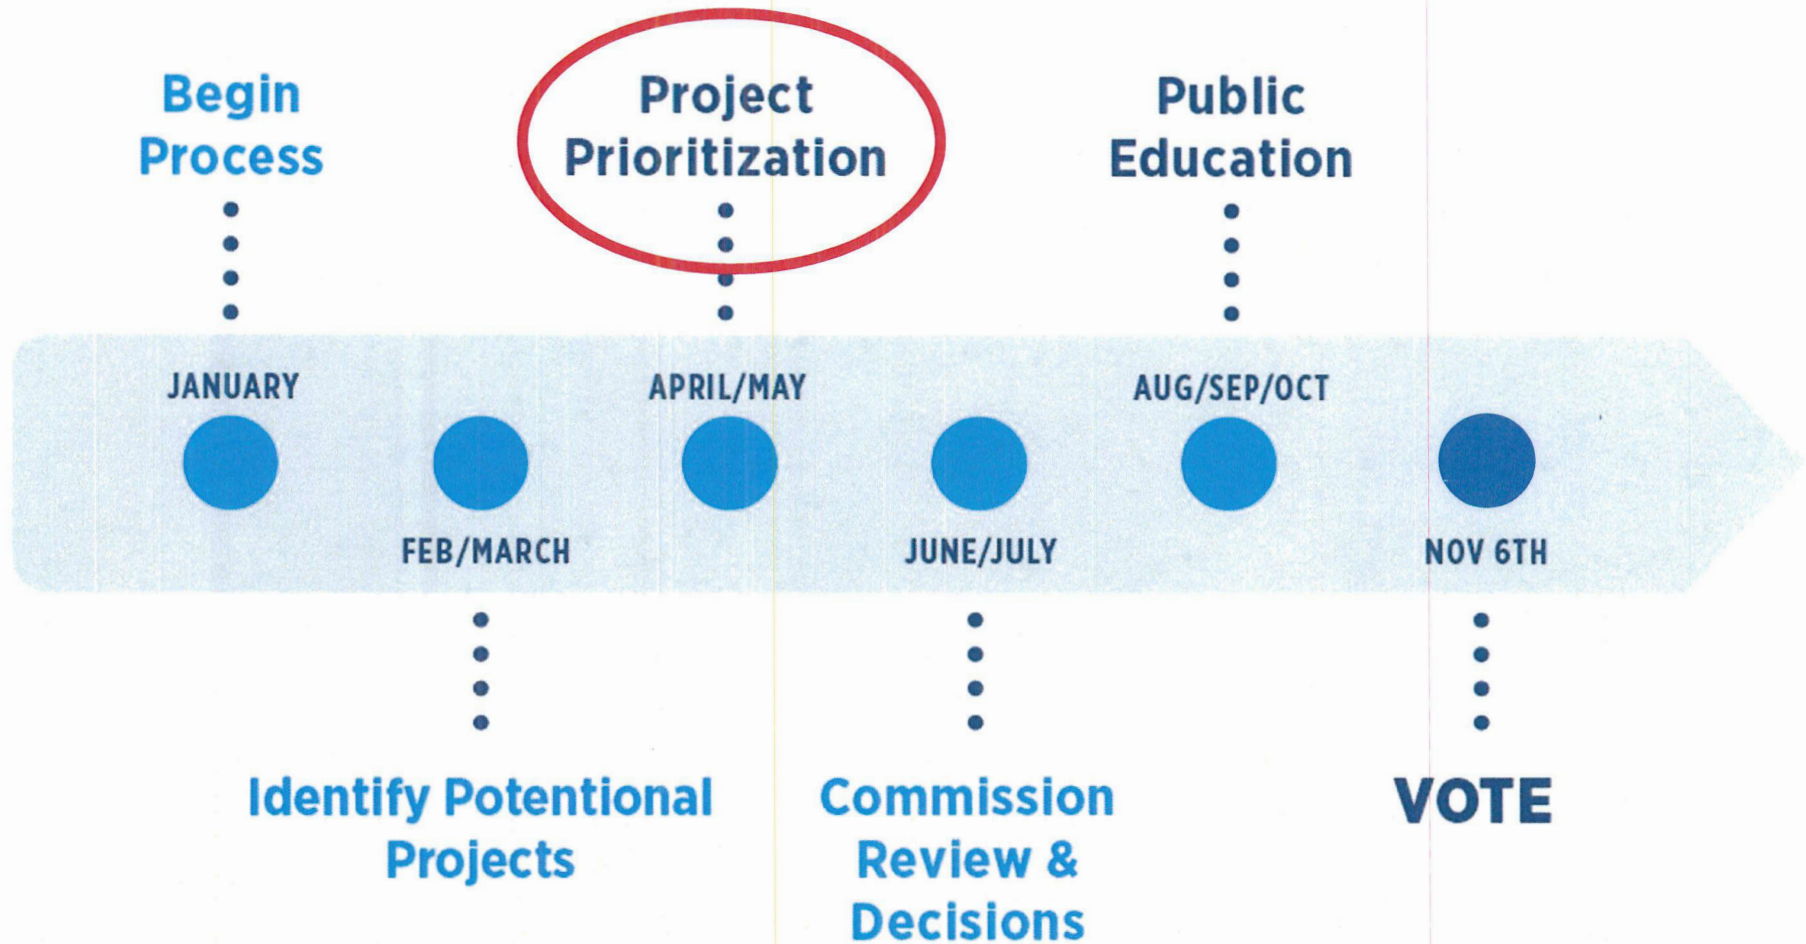 Begin
Process
Project
Prioritization
Public
Education
JANUARY
APRIL/MAY
AUG/SEP/OCT
FEB/MARCH
JUNE/JULY
NOV 6TH
Identify Potential
Projects
Commission
Review &
Decisions
VOTE